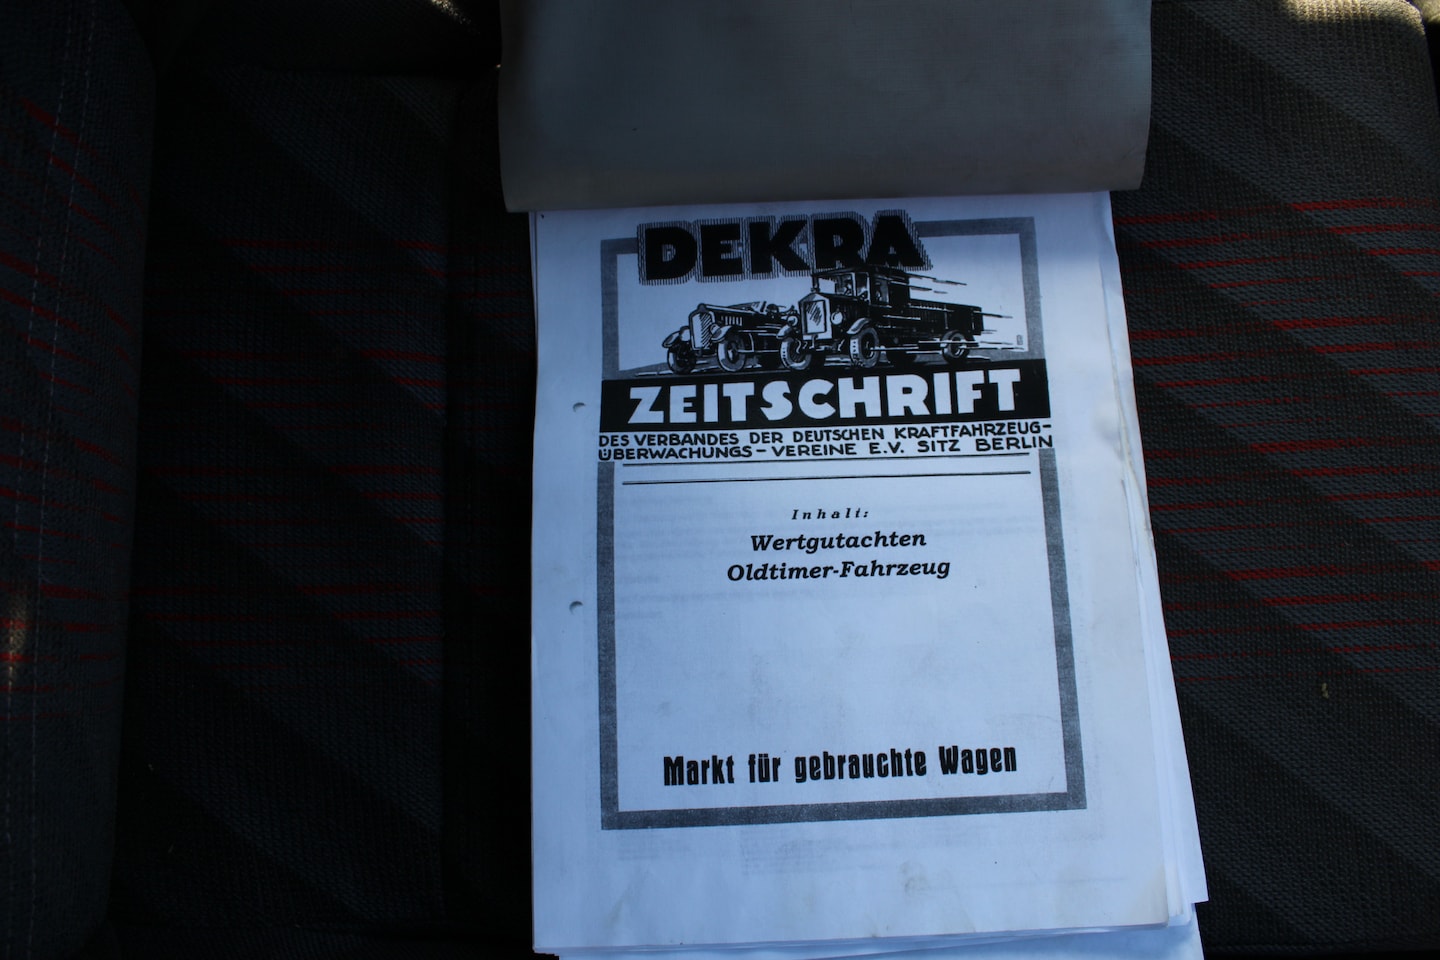 DEKRA
ZEITSCHRIFT
DES VERBANDES DER DEUTSCHEN KRAFTFAHRZEUG-
ÜBERWACHUNGS-VEREINE E.V. SITZ BERLIN
Inhalt:
Wertgutachten
Oldtimer-Fahrzeug
Markt für gebrauchte Wagen